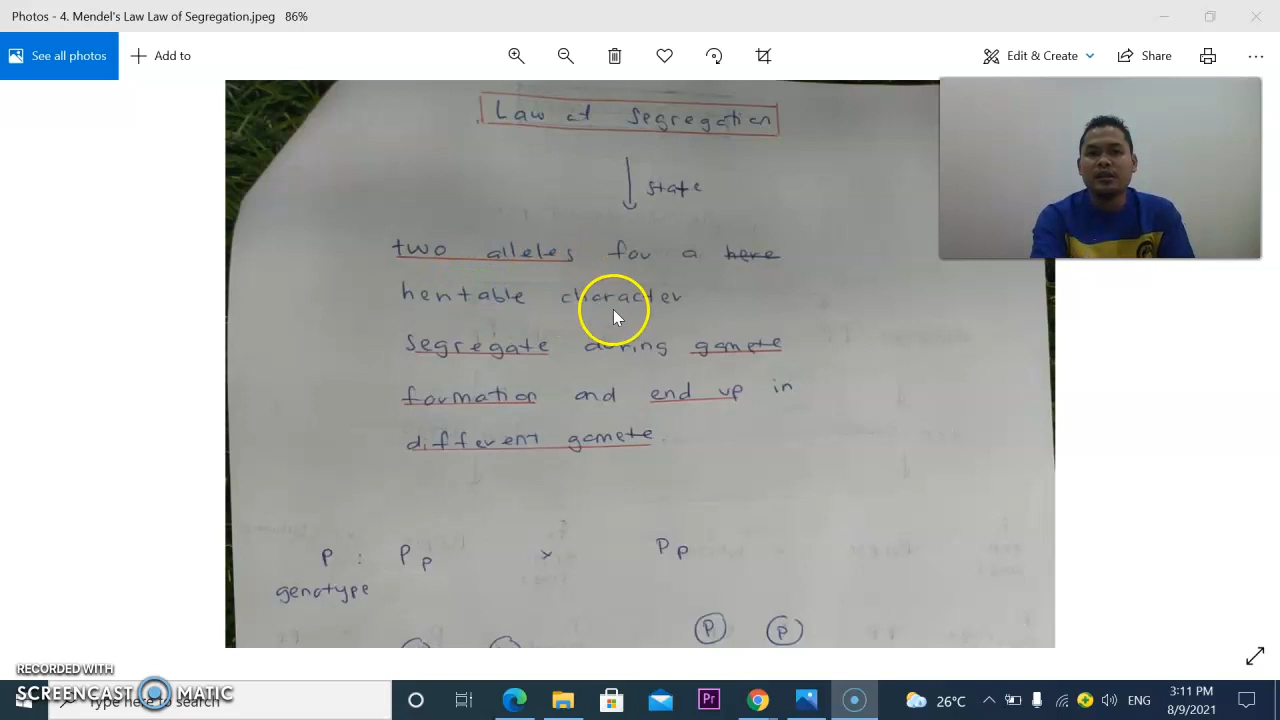 Photos - 4. Mendel's Law Law of Segregation.jpeg 86%
See all photos
Add to
Edit & Create
Share
Law of Segregation
state
two alleles for a here
heritable character
segregate during gamete
formation and end up in
different gamete.
P : Pp x Pp
genotype
P p
RECORDED WITH
SCREENCAST MATIC
Type here to search
Pr
26°C
ENG
3:11 PM
8/9/2021